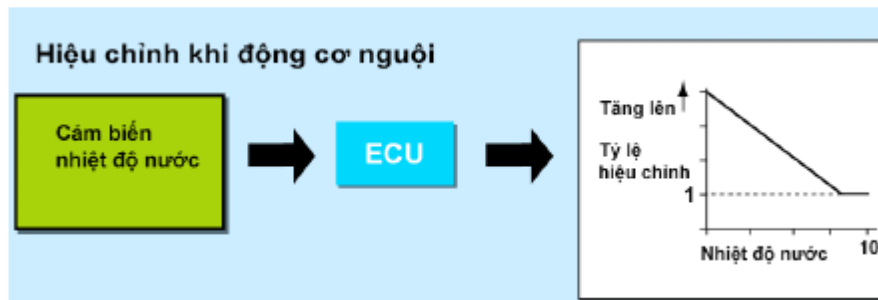 Hiệu chỉnh khi động cơ nguội
Cảm biến
nhiệt độ nước
ECU
Tăng lên
Tỷ lệ
hiệu chỉnh
1
Nhiệt độ nước
10